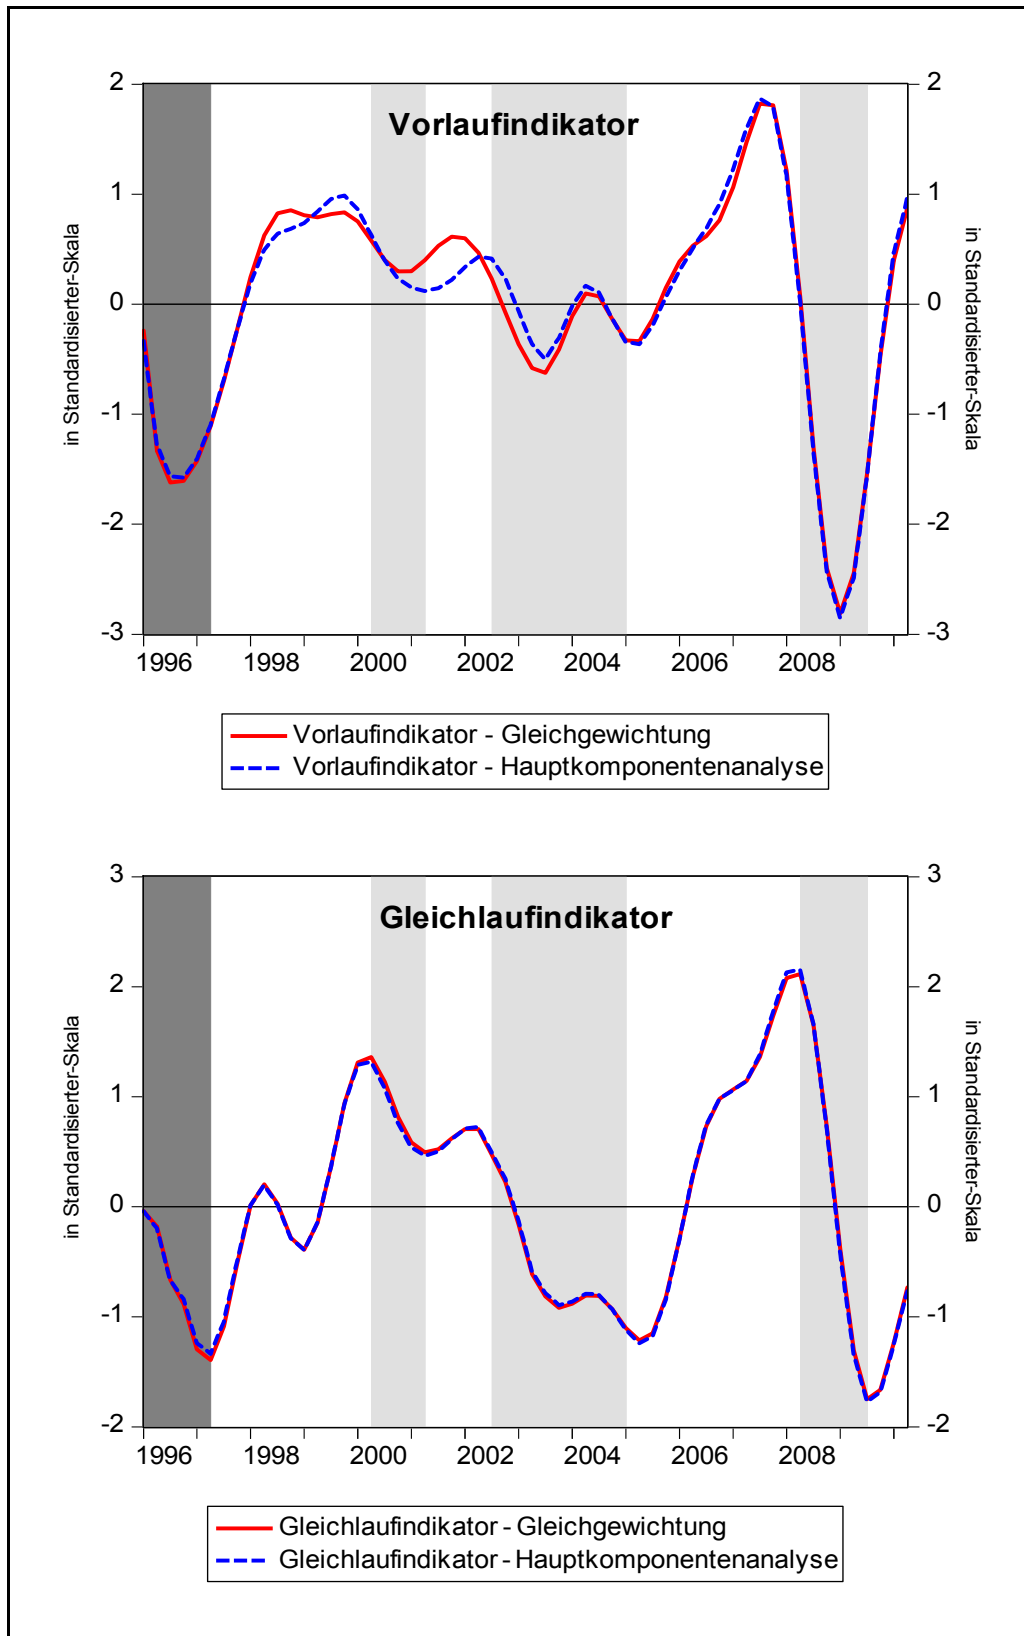 Vorlaufindikator
2
1
0
-1
-2
-3
2
1
0
-1
-2
-3
in Standardisierter-Skala
in Standardisierter-Skala
1996 1998 2000 2002 2004 2006 2008
Vorlaufindikator - Gleichgewichtung
Vorlaufindikator - Hauptkomponentenanalyse
Gleichlaufindikator
3
2
1
0
-1
-2
3
2
1
0
-1
-2
in Standardisierter-Skala
in Standardisierter-Skala
1996 1998 2000 2002 2004 2006 2008
Gleichlaufindikator - Gleichgewichtung
Gleichlaufindikator - Hauptkomponentenanalyse